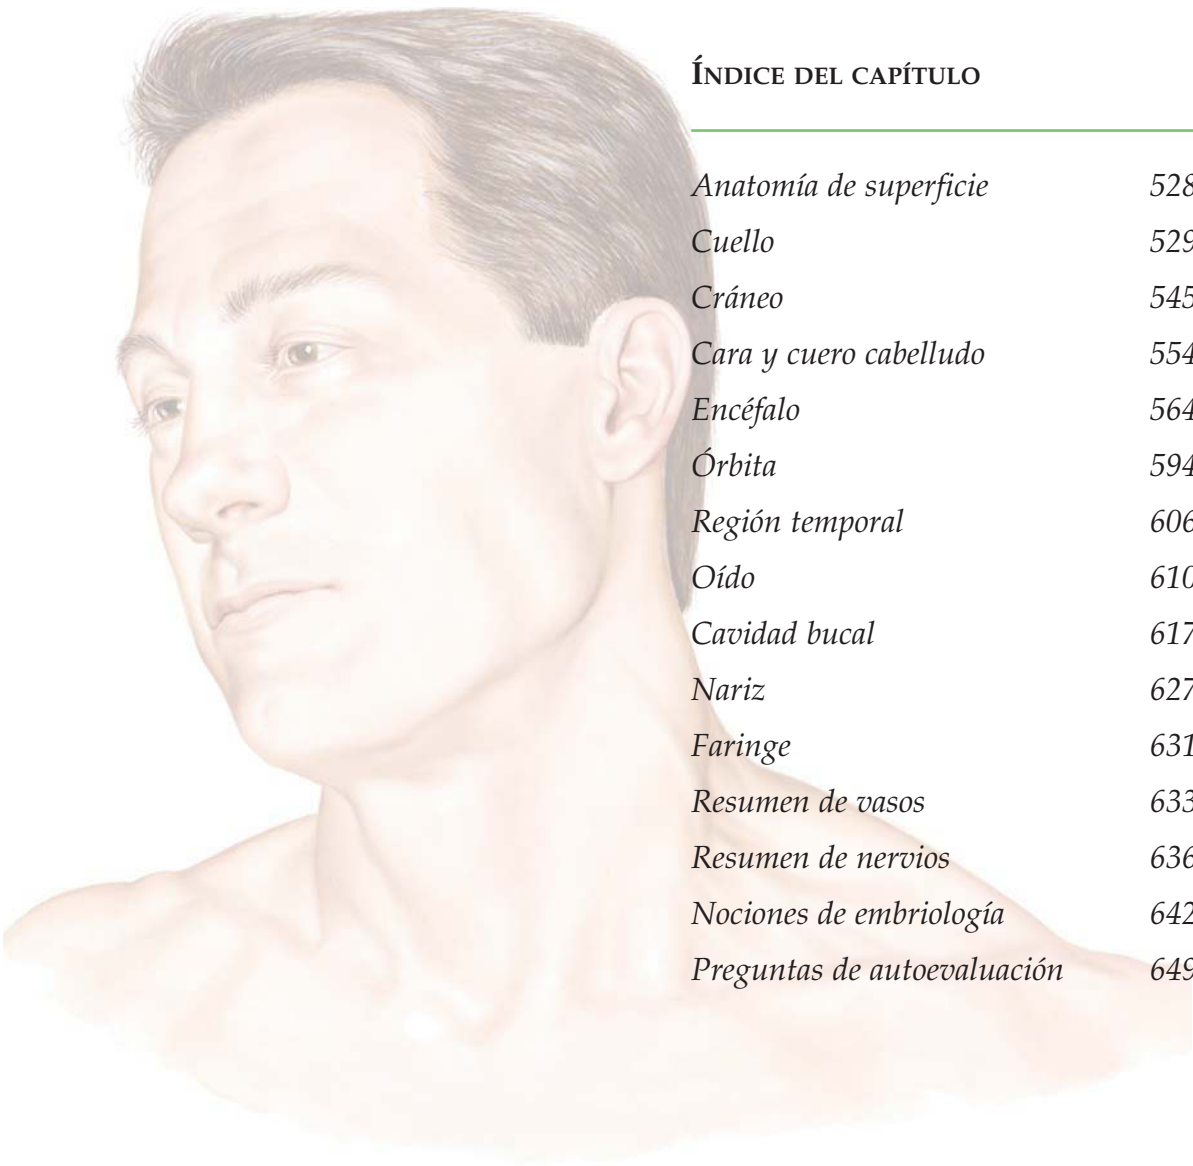 ÍNDICE DEL CAPÍTULO
Anatomía de superficie 528
Cuello 529
Cráneo 545
Cara y cuero cabelludo 554
Encéfalo 564
Órbita 594
Región temporal 606
Oído 610
Cavidad bucal 617
Nariz 627
Faringe 631
Resumen de vasos 633
Resumen de nervios 636
Nociones de embriología 642
Preguntas de autoevaluación 649